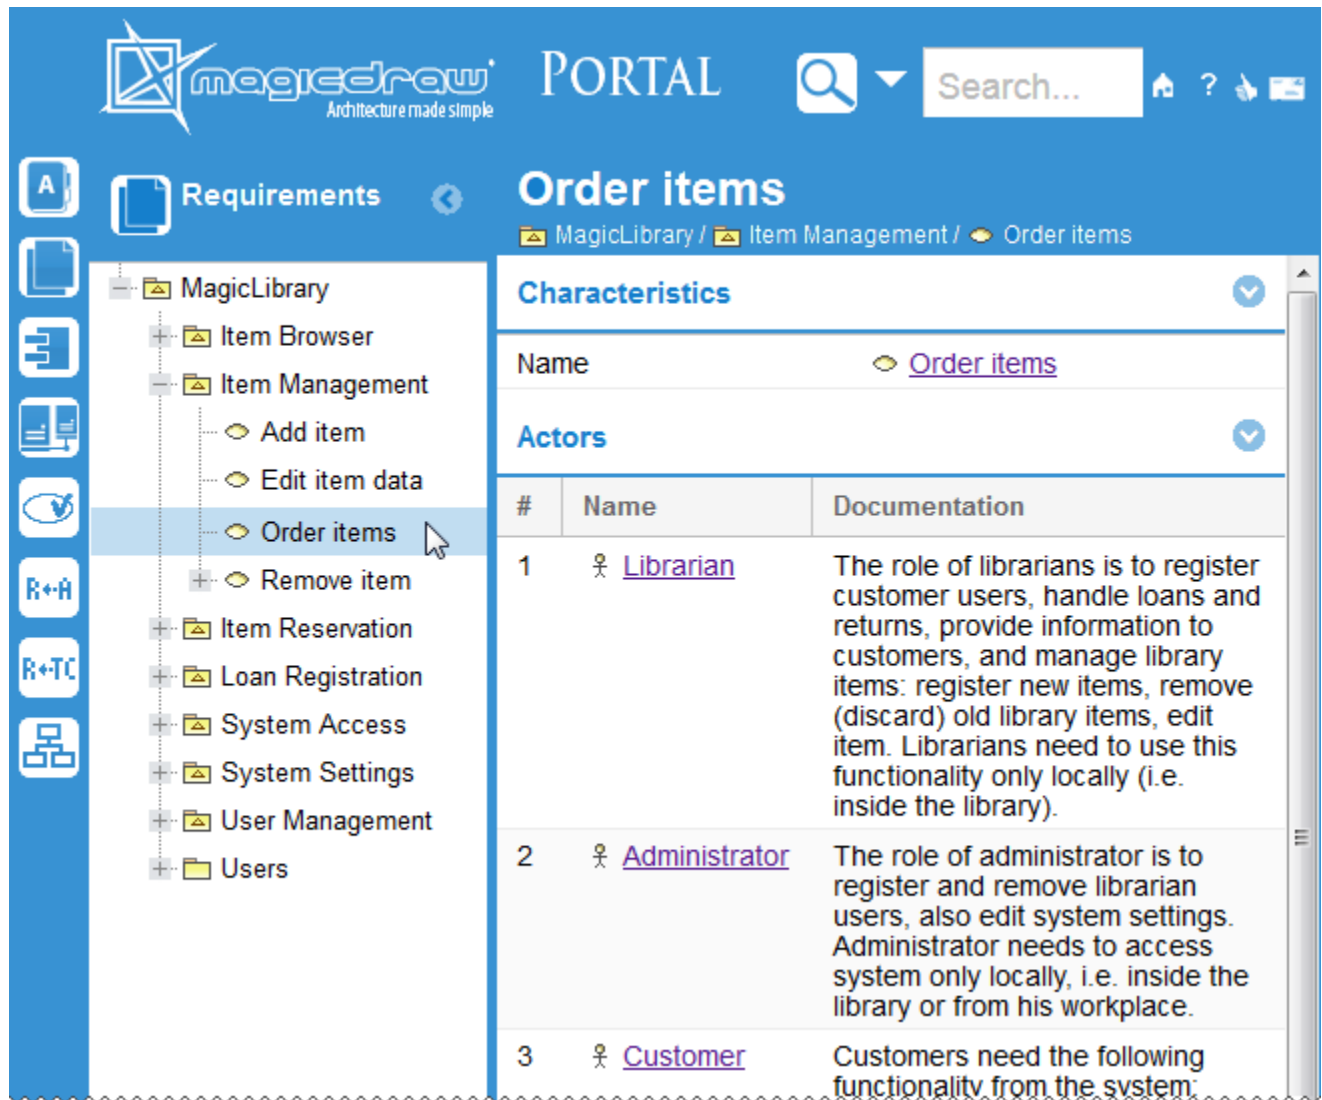 magicdraw
Architecture made simple
PORTAL
Search...
?
A
Requirements
Order items
MagicLibrary / Item Management / Order items
MagicLibrary
Item Browser
Item Management
Add item
Edit item data
Order items
Remove item
Item Reservation
Loan Registration
System Access
System Settings
User Management
Users
R↔A
R↔TC
Characteristics
Name Order items
Actors
# Name Documentation
1 Librarian The role of librarians is to register
customer users, handle loans and
returns, provide information to
customers, and manage library
items: register new items, remove
(discard) old library items, edit
item. Librarians need to use this
functionality only locally (i.e.
inside the library).
2 Administrator The role of administrator is to
register and remove librarian
users, also edit system settings.
Administrator needs to access
system only locally, i.e. inside the
library or from his workplace.
3 Customer Customers need the following
functionality from the system: